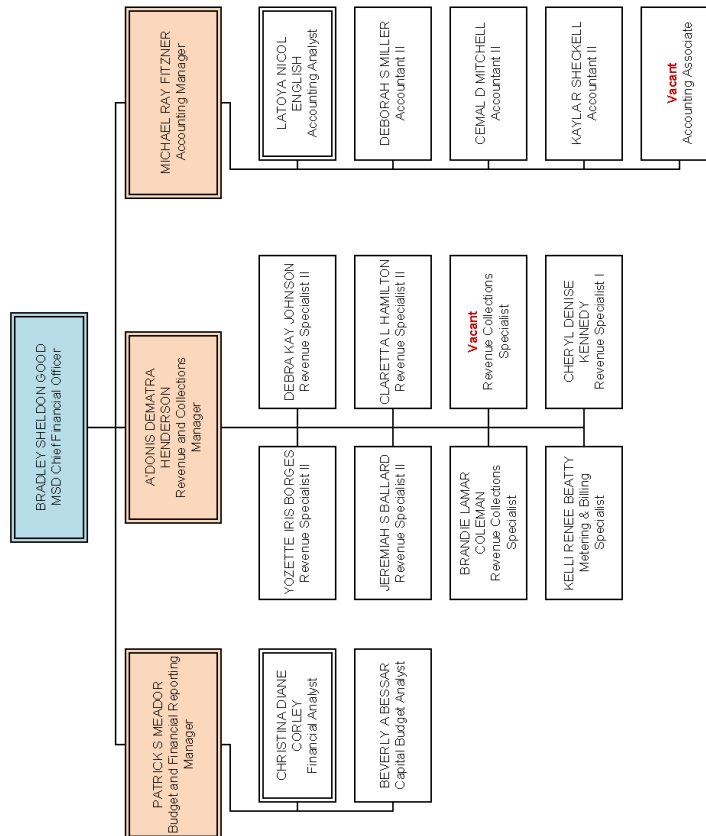 BRADLEY SHELDON GOOD
MSD Chief Financial Officer
PATRICK S MEADOR
Budget and Financial Reporting
Manager
A'DONIS DEMATRA
HENDERSON
Revenue and Collections
Manager
MICHAEL RAY FITZNER
Accounting Manager
CHRISTINA DIANE
CORLEY
Financial Analyst
BEVERLY A BESSAR
Capital Budget Analyst
YOZETTE IRIS BORGES
Revenue Specialist II
DEBRA KAY JOHNSON
Revenue Specialist II
JEREMIAH S BALLARD
Revenue Specialist II
CLARETTA L HAMILTON
Revenue Specialist II
BRANDIE LAMAR
COLEMAN
Revenue Collections
Specialist
Vacant
Revenue Collections
Specialist
KELLI RENEE BEATTY
Metering & Billing
Specialist
CHERYL DENISE
KENNEDY
Revenue Specialist I
LATOYA NICOL
ENGLISH
Accounting Analyst
DEBORAH S MILLER
Accountant II
CEMAL D MITCHELL
Accountant II
KAYLA R SHECKELL
Accountant II
Vacant
Accounting Associate